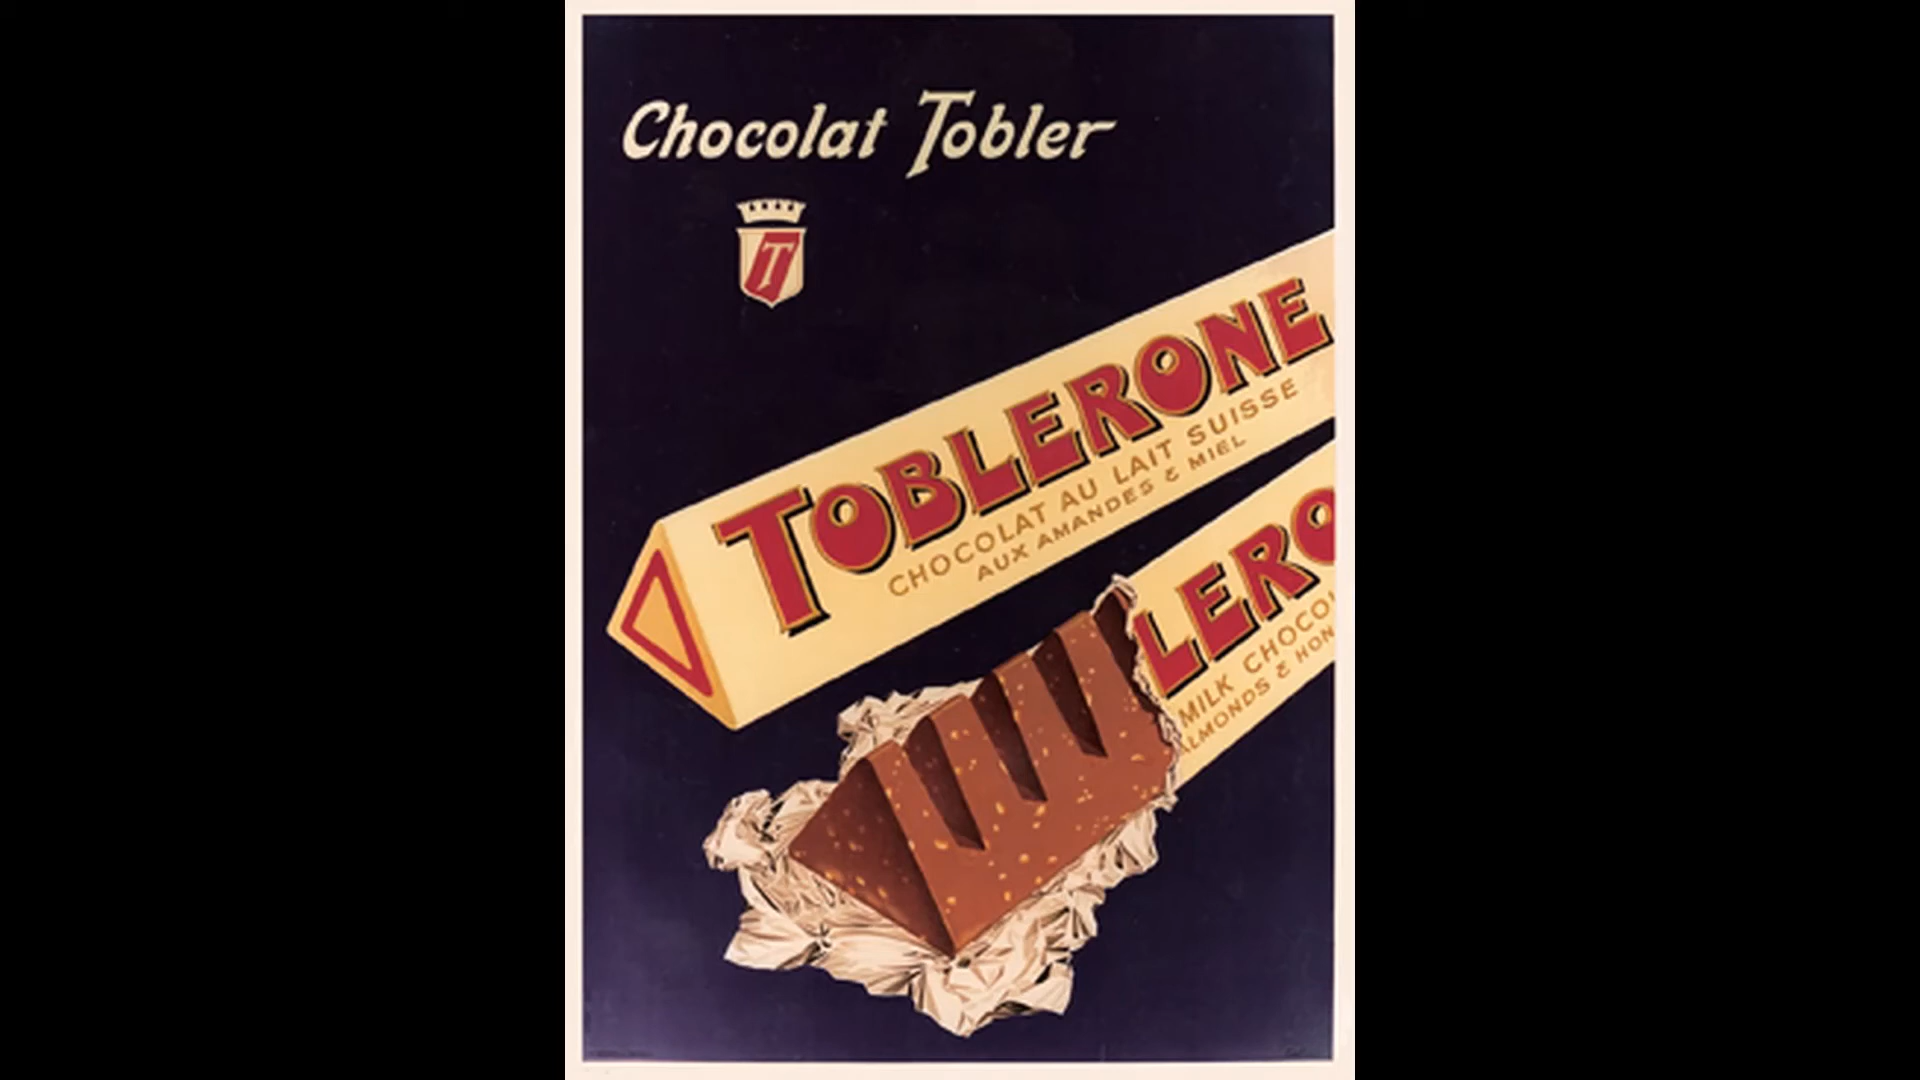 Chocolat Tobler
T
TOBLERONE
CHOCOLAT AU LAIT SUISSE
AUX AMANDES & MIEL
LERO
MILK CHOCO
ALMONDS & HON